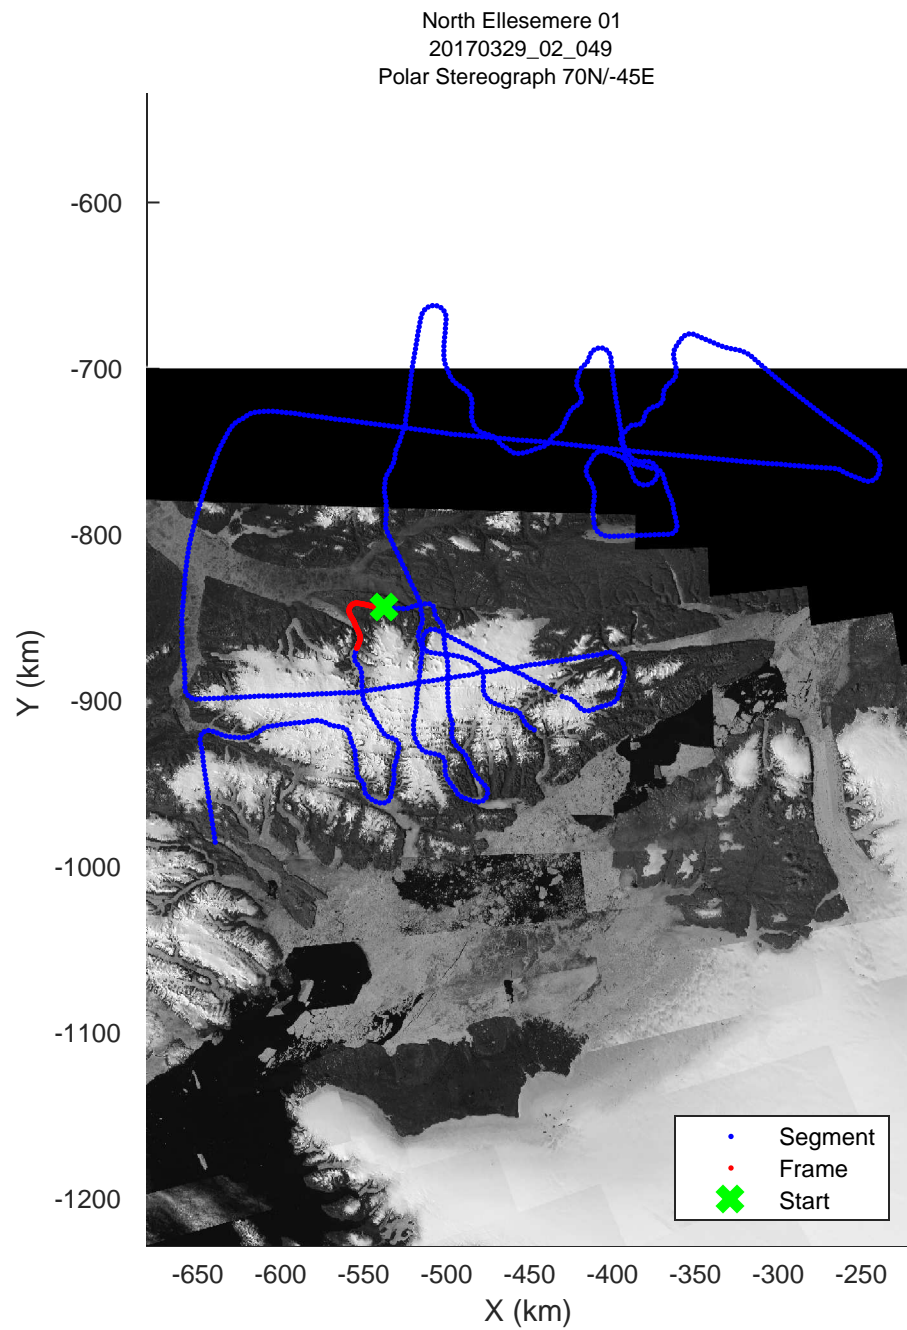 North Ellesemere 01
20170329_02_049
Polar Stereograph 70N/-45E
-600
-700
-800
-900
-1000
-1100
-1200
Y (km)
Segment
Frame
Start
-650 -600 -550 -500 -450 -400 -350 -300 -250
X (km)